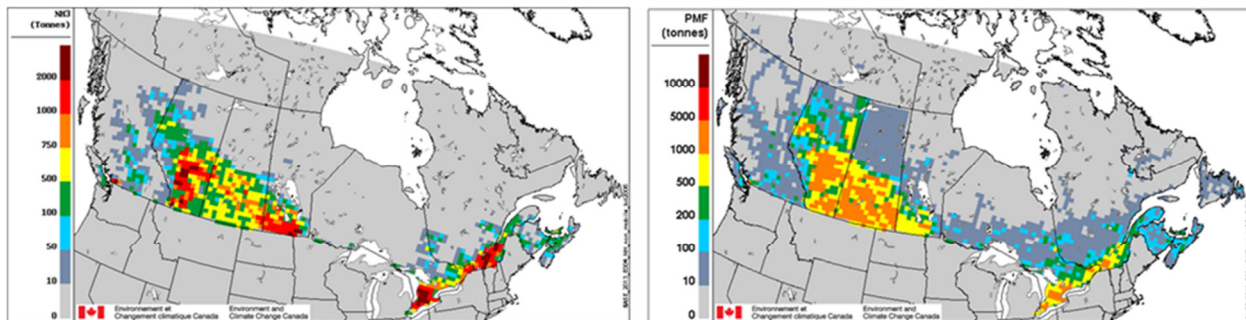 NH3
(Tonnes)
2000
1000
750
500
100
50
10
0
Environnement et
Changement climatique Canada
Environment and
Climate Change Canada
PMF
(tonnes)
10000
5000
1000
500
200
100
10
0
Environnement et
Changement climatique Canada
Environment and
Climate Change Canada